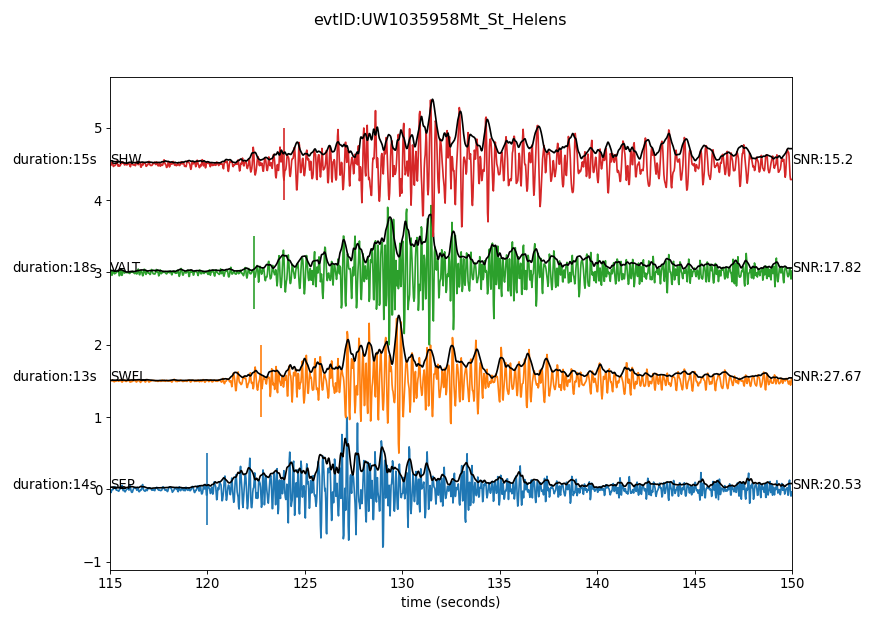 evtID:UW1035958Mt_St_Helens
5
duration:15s SHW SNR:15.2
4
duration:18s VALT SNR:17.82
3
2
duration:13s SWFL SNR:27.67
1
duration:14s SEP SNR:20.53
0
−1
115 120 125 130 135 140 145 150
time (seconds)